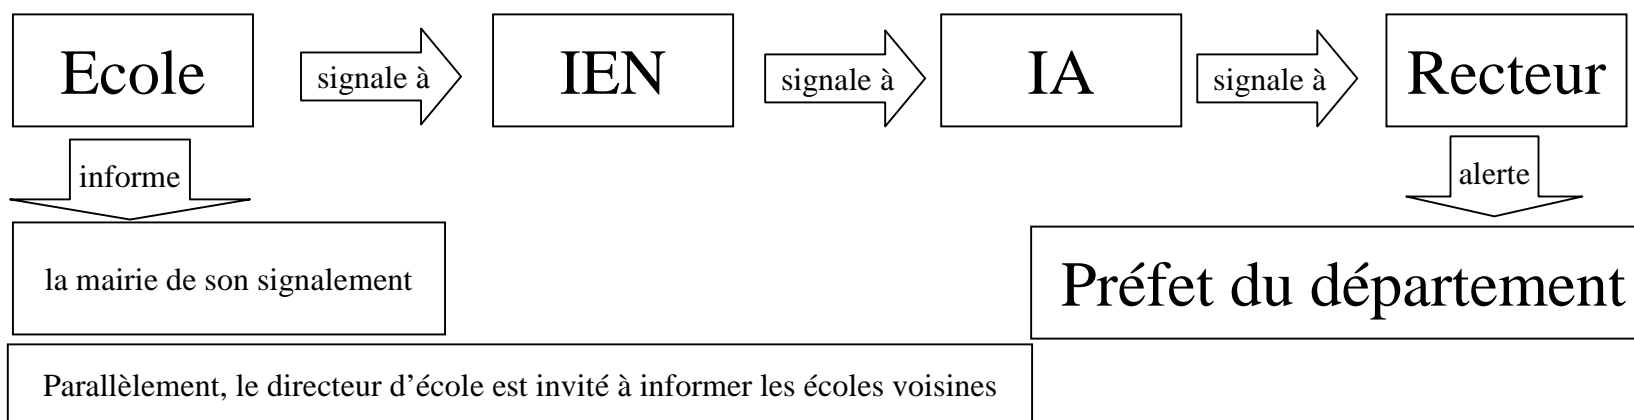 Ecole
signale à
IEN
signale à
IA
signale à
Recteur
informe
alerte
la mairie de son signalement
Préfet du département
Parallèlement, le directeur d’école est invité à informer les écoles voisines